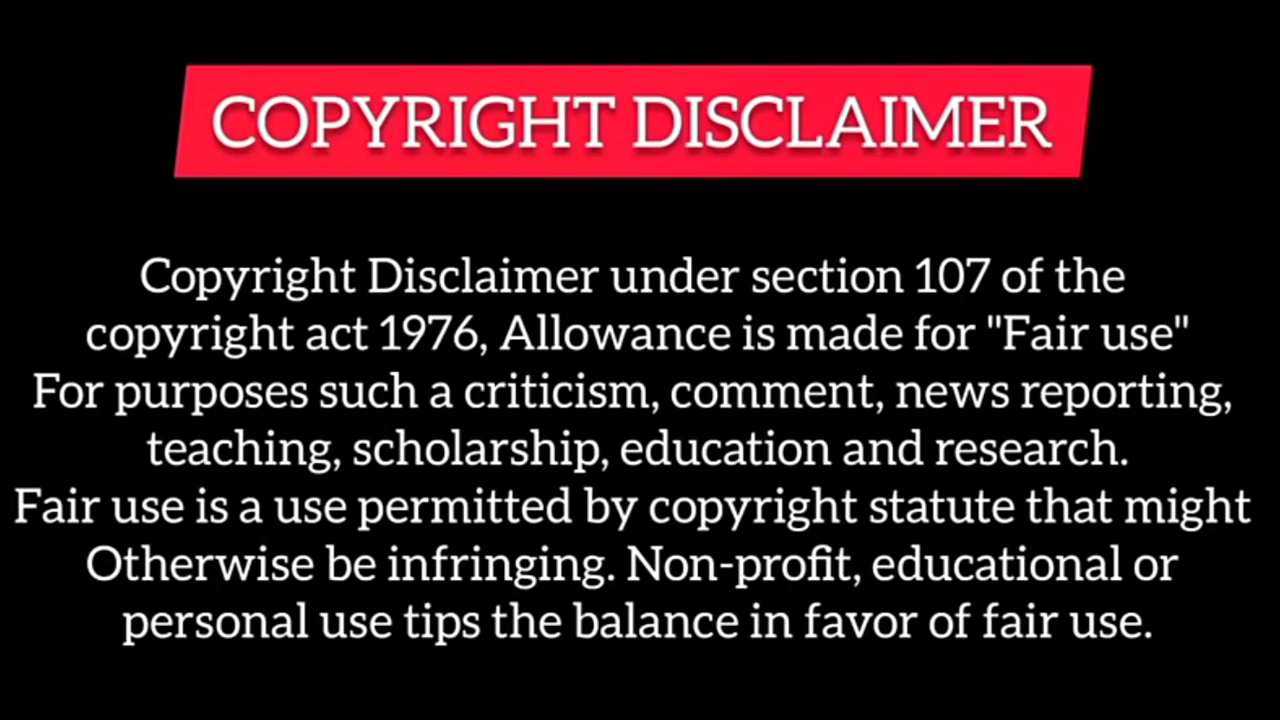 COPYRIGHT DISCLAIMER
Copyright Disclaimer under section 107 of the
copyright act 1976, Allowance is made for "Fair use"
For purposes such a criticism, comment, news reporting,
teaching, scholarship, education and research.
Fair use is a use permitted by copyright statute that might
Otherwise be infringing. Non-profit, educational or
personal use tips the balance in favor of fair use.